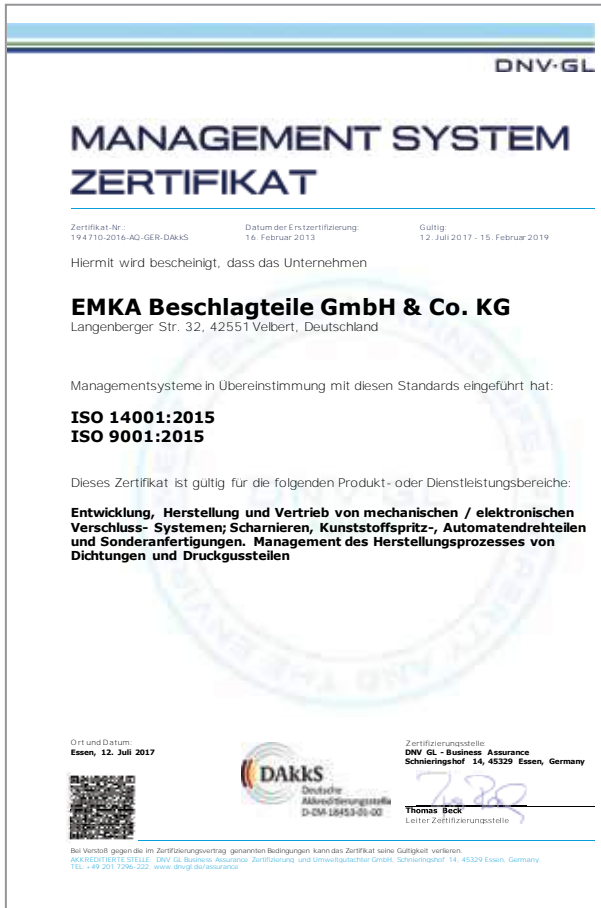 DNV·GL
MANAGEMENT SYSTEM
ZERTIFIKAT
Zertifikat-Nr.:
194710-2016-AQ-GER-DAkkS
Datum der Erstzertifizierung:
16. Februar 2013
Gültig:
12. Juli 2017 - 15. Februar 2019
Hiermit wird bescheinigt, dass das Unternehmen
EMKA Beschlagteile GmbH & Co. KG
Langenberger Str. 32, 42551 Velbert, Deutschland
Managementsysteme in Übereinstimmung mit diesen Standards eingeführt hat:
ISO 14001:2015
ISO 9001:2015
Dieses Zertifikat ist gültig für die folgenden Produkt- oder Dienstleistungsbereiche:
Entwicklung, Herstellung und Vertrieb von mechanischen / elektronischen
Verschluss- Systemen; Scharnieren, Kunststoffspritz-, Automatendrehteilen
und Sonderanfertigungen. Management des Herstellungsprozesses von
Dichtungen und Druckgussteilen
Ort und Datum:
Essen, 12. Juli 2017
DAkkS
Deutsche
Akkreditierungsstelle
D-ZM-18453-01-00
Zertifizierungsstelle
DNV GL - Business Assurance
Schnieringshof 14, 45329 Essen, Germany
Thomas Beck
Leiter Zertifizierungsstelle
Bei Verstoß gegen die im Zertifizierungsvertrag genannten Bedingungen kann das Zertifikat seine Gültigkeit verlieren.
AKKREDITIERTE STELLE: DNV GL Business Assurance Zertifizierung und Umweltgutachter GmbH, Schnieringshof 14, 45329 Essen, Germany.
TEL: +49 201 7296-222. www.dnvgl.de/assurance